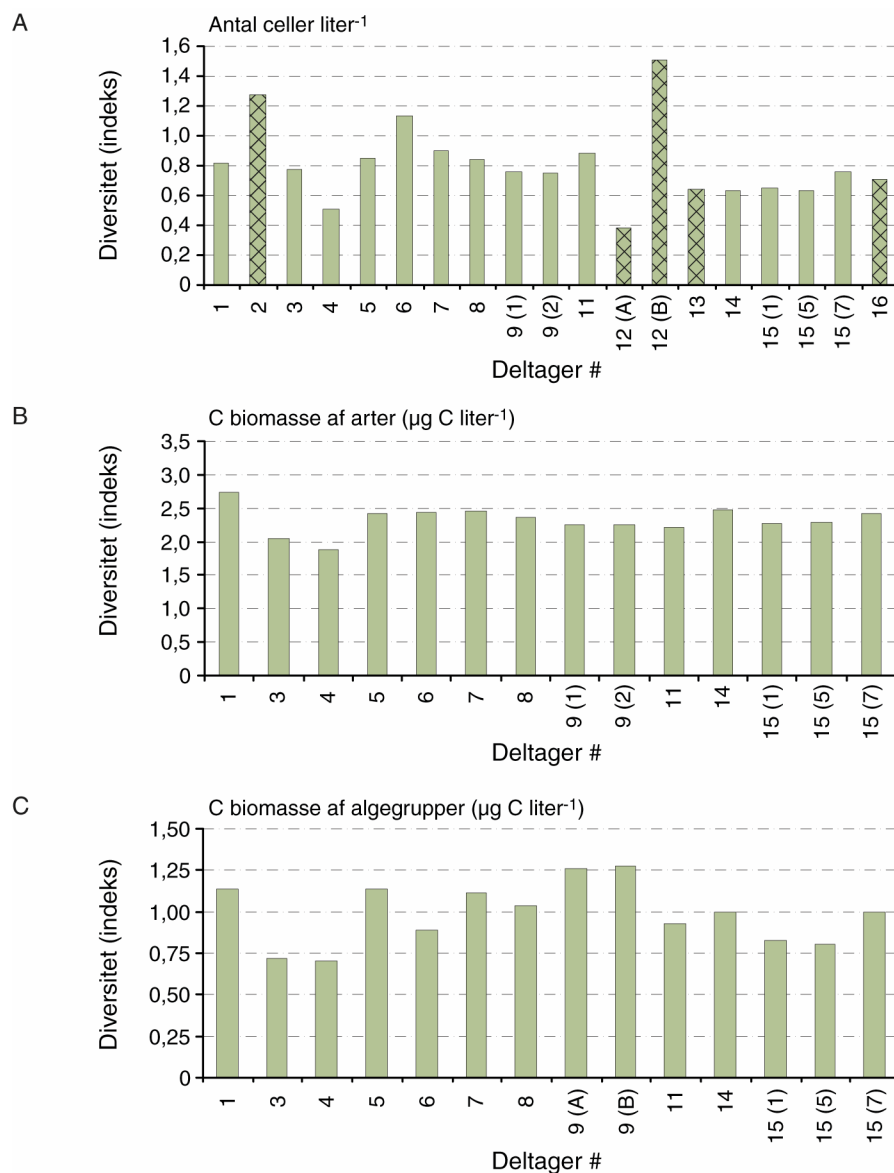 A
Antal celler liter⁻¹
Diversitet (indeks)
1,6
1,4
1,2
1,0
0,8
0,6
0,4
0,2
0
1 2 3 4 5 6 7 8 9 (1) 9 (2) 11 12 (A) 12 (B) 13 14 15 (1) 15 (5) 15 (7) 16
Deltager #
B
C biomasse af arter (µg C liter⁻¹)
Diversitet (indeks)
3,5
3,0
2,5
2,0
1,5
1,0
0,5
0
1 3 4 5 6 7 8 9 (1) 9 (2) 11 14 15 (1) 15 (5) 15 (7)
Deltager #
C
C biomasse af algegrupper (µg C liter⁻¹)
Diversitet (indeks)
1,50
1,25
1,00
0,75
0,50
0,25
0
1 3 4 5 6 7 8 9 (A) 9 (B) 11 14 15 (1) 15 (5) 15 (7)
Deltager #